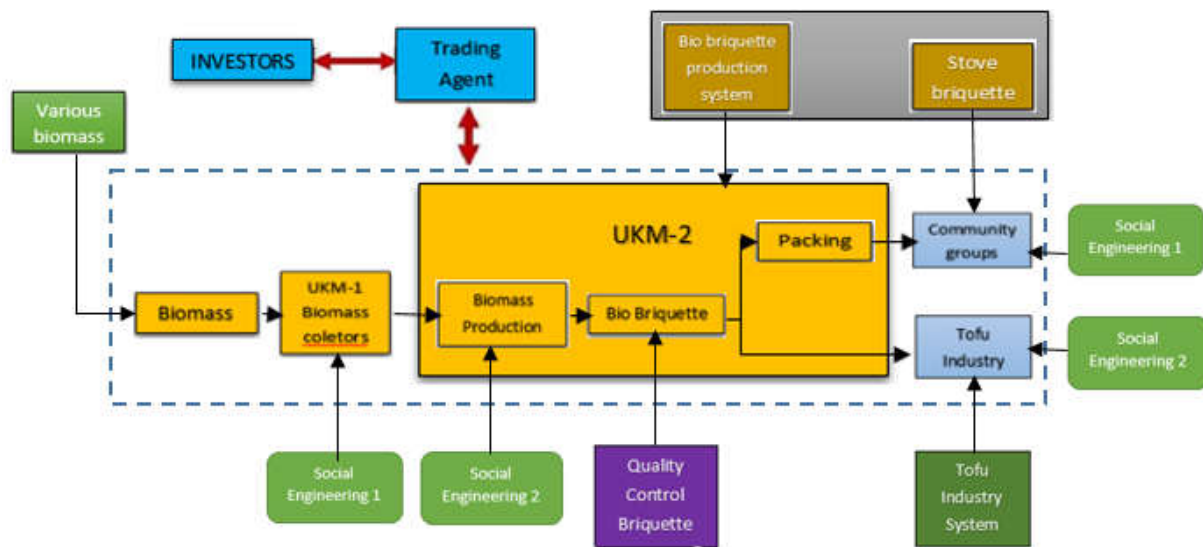 INVESTORS
Trading
Agent
Bio briquette
production
system
Stove
briquette
Various
biomass
UKM-2
Packing
Community
groups
Social
Engineering 1
Biomass
UKM-1
Biomass
coletors
Biomass
Production
Bio Briquette
Tofu
Industry
Social
Engineering 2
Social
Engineering 1
Social
Engineering 2
Quality
Control
Briquette
Tofu
Industry
System